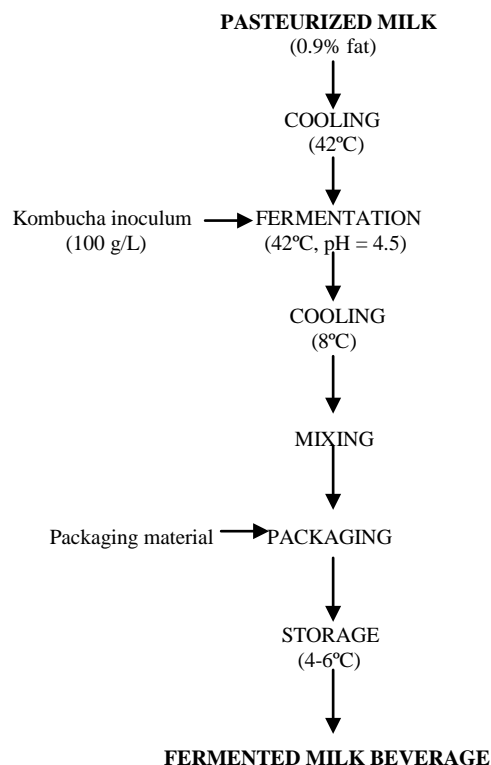 PASTEURIZED MILK
(0.9% fat)
COOLING
(42ºC)
Kombucha inoculum
(100 g/L)
FERMENTATION
(42ºC, pH = 4.5)
COOLING
(8ºC)
MIXING
Packaging material
PACKAGING
STORAGE
(4-6ºC)
FERMENTED MILK BEVERAGE